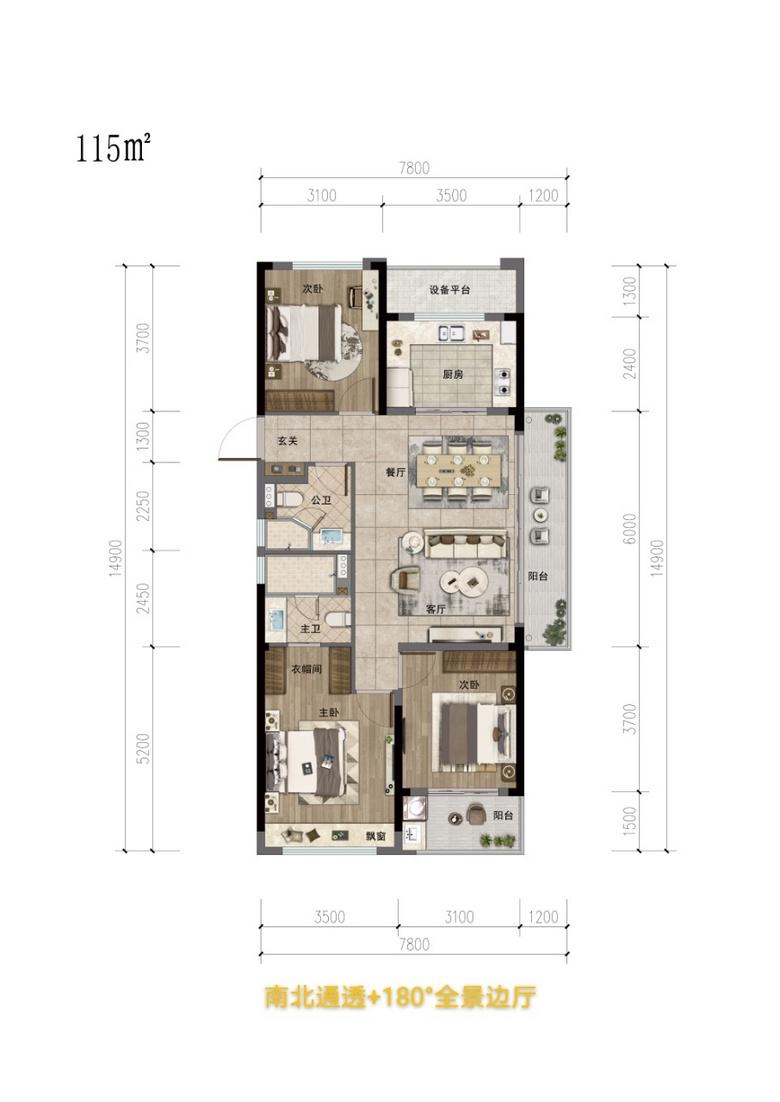 115㎡
7800
3100
3500
1200
次卧
设备平台
厨房
玄关
餐厅
公卫
客厅
阳台
主卫
衣帽间
主卧
次卧
阳台
飘窗
3700
1300
2250
2450
5200
14900
1300
2400
6000
3700
1500
14900
3500
3100
1200
7800
南北通透+180°全景边厅